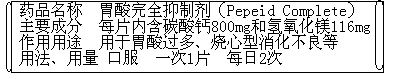 药品名称 胃酸完全抑制剂(Pepeid Complete)
主要成分 每片内含碳酸钙800mg和氢氧化镁116mg
作用用途 用于胃酸过多、烧心型消化不良等
用法、用量 口服 一次1片 每日2次